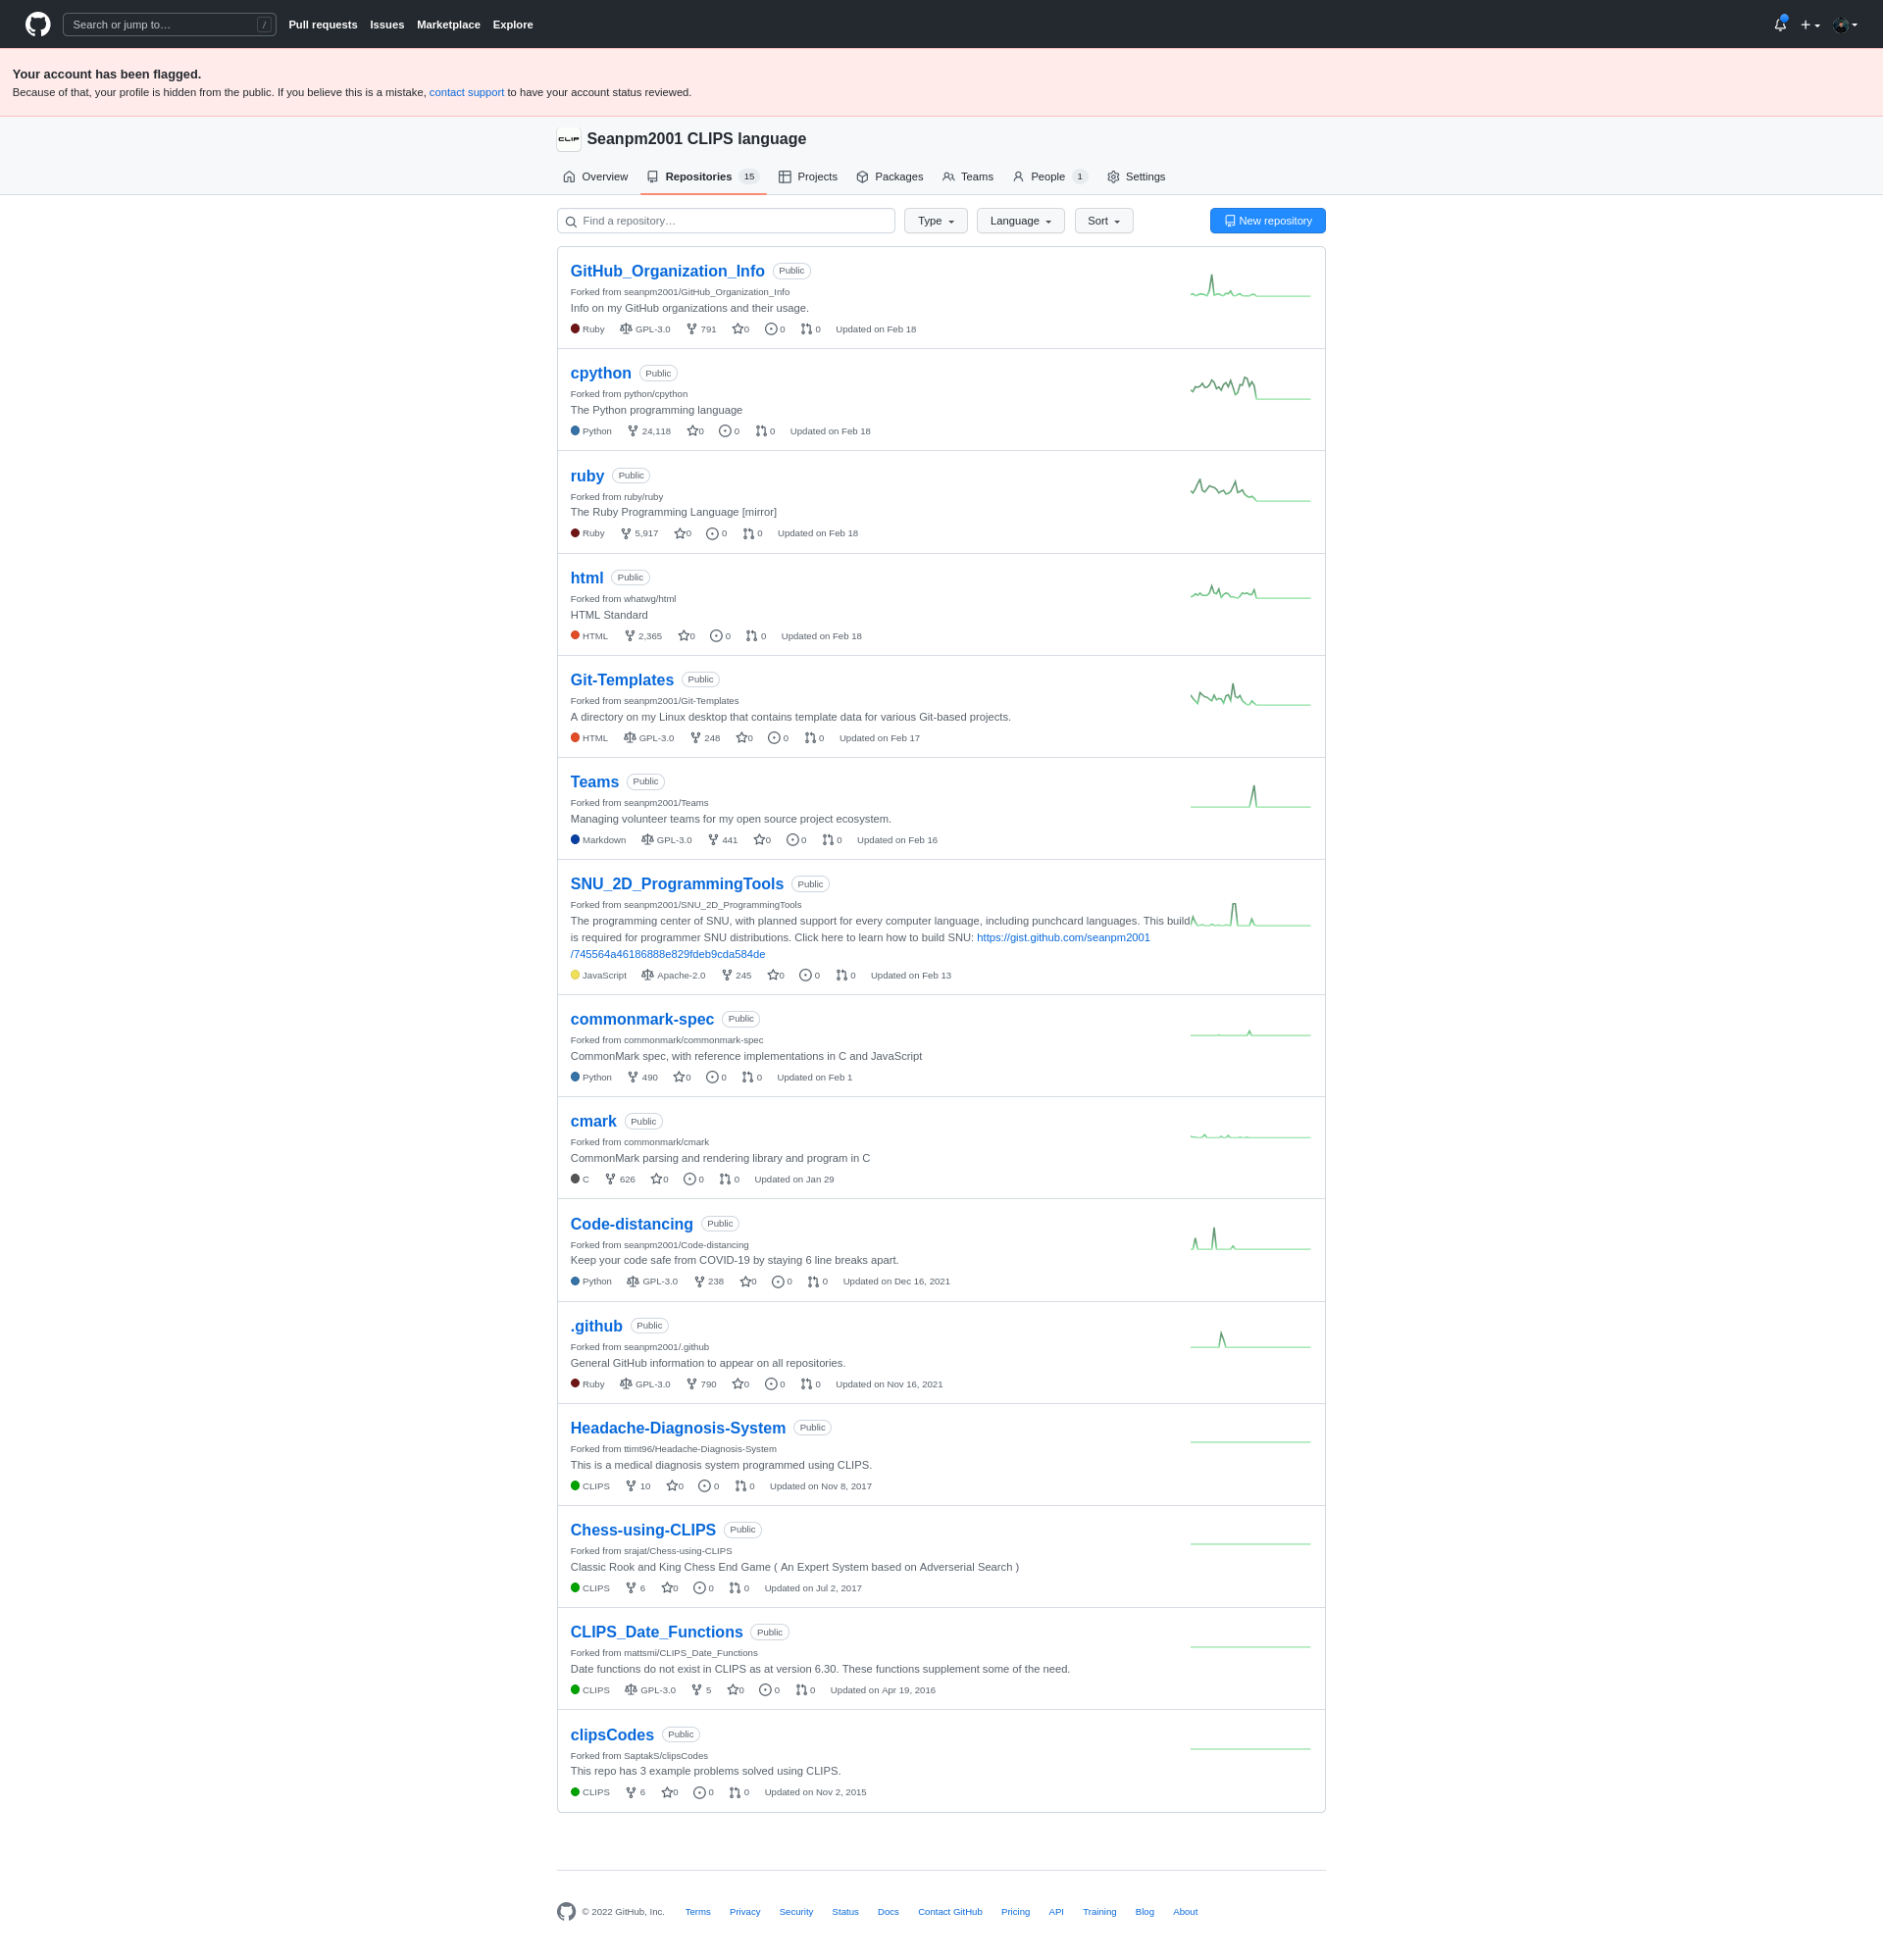 Search or jump to… /
Pull requests Issues Marketplace Explore
Your account has been flagged.
Because of that, your profile is hidden from the public. If you believe this is a mistake, contact support to have your account status reviewed.
CLIP Seanpm2001 CLIPS language
Overview Repositories 15 Projects Packages Teams People 1 Settings
Find a repository… Type Language Sort New repository
GitHub_Organization_Info Public
Forked from seanpm2001/GitHub_Organization_Info
Info on my GitHub organizations and their usage.
Ruby GPL-3.0 791 0 0 0 Updated on Feb 18
cpython Public
Forked from python/cpython
The Python programming language
Python 24,118 0 0 0 Updated on Feb 18
ruby Public
Forked from ruby/ruby
The Ruby Programming Language [mirror]
Ruby 5,917 0 0 0 Updated on Feb 18
html Public
Forked from whatwg/html
HTML Standard
HTML 2,365 0 0 0 Updated on Feb 18
Git-Templates Public
Forked from seanpm2001/Git-Templates
A directory on my Linux desktop that contains template data for various Git-based projects.
HTML GPL-3.0 248 0 0 0 Updated on Feb 17
Teams Public
Forked from seanpm2001/Teams
Managing volunteer teams for my open source project ecosystem.
Markdown GPL-3.0 441 0 0 0 Updated on Feb 16
SNU_2D_ProgrammingTools Public
Forked from seanpm2001/SNU_2D_ProgrammingTools
The programming center of SNU, with planned support for every computer language, including punchcard languages. This build
is required for programmer SNU distributions. Click here to learn how to build SNU: https://gist.github.com/seanpm2001
/745564a46186888e829fdeb9cda584de
JavaScript Apache-2.0 245 0 0 0 Updated on Feb 13
commonmark-spec Public
Forked from commonmark/commonmark-spec
CommonMark spec, with reference implementations in C and JavaScript
Python 490 0 0 0 Updated on Feb 1
cmark Public
Forked from commonmark/cmark
CommonMark parsing and rendering library and program in C
C 626 0 0 0 Updated on Jan 29
Code-distancing Public
Forked from seanpm2001/Code-distancing
Keep your code safe from COVID-19 by staying 6 line breaks apart.
Python GPL-3.0 238 0 0 0 Updated on Dec 16, 2021
.github Public
Forked from seanpm2001/.github
General GitHub information to appear on all repositories.
Ruby GPL-3.0 790 0 0 0 Updated on Nov 16, 2021
Headache-Diagnosis-System Public
Forked from ttimt96/Headache-Diagnosis-System
This is a medical diagnosis system programmed using CLIPS.
CLIPS 10 0 0 0 Updated on Nov 8, 2017
Chess-using-CLIPS Public
Forked from srajat/Chess-using-CLIPS
Classic Rook and King Chess End Game ( An Expert System based on Adverserial Search )
CLIPS 6 0 0 0 Updated on Jul 2, 2017
CLIPS_Date_Functions Public
Forked from mattsmi/CLIPS_Date_Functions
Date functions do not exist in CLIPS as at version 6.30. These functions supplement some of the need.
CLIPS GPL-3.0 5 0 0 0 Updated on Apr 19, 2016
clipsCodes Public
Forked from SaptakS/clipsCodes
This repo has 3 example problems solved using CLIPS.
CLIPS 6 0 0 0 Updated on Nov 2, 2015
© 2022 GitHub, Inc. Terms Privacy Security Status Docs Contact GitHub Pricing API Training Blog About